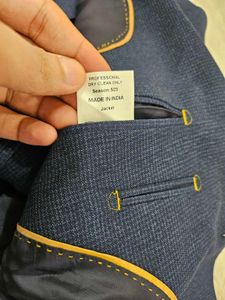 PROFESSIONAL
DRY CLEAN ONLY
Season: S23
MADE IN INDIA
Jacket